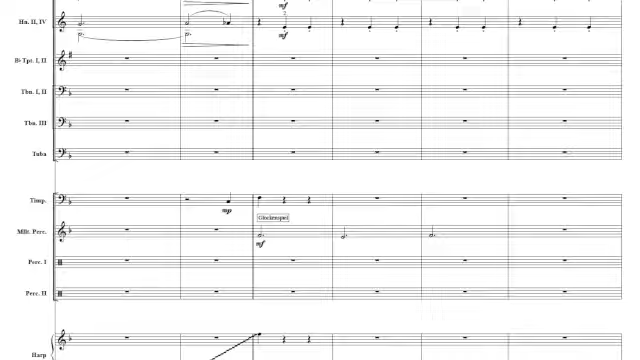 mf
Hn. II, IV
mf
B♭ Tpt. I, II
Tbn. I, II
Tbn. III
Tuba
Timp.
mp
Glockenspiel
Mlt. Perc.
mf
Perc. I
Perc. II
Harp